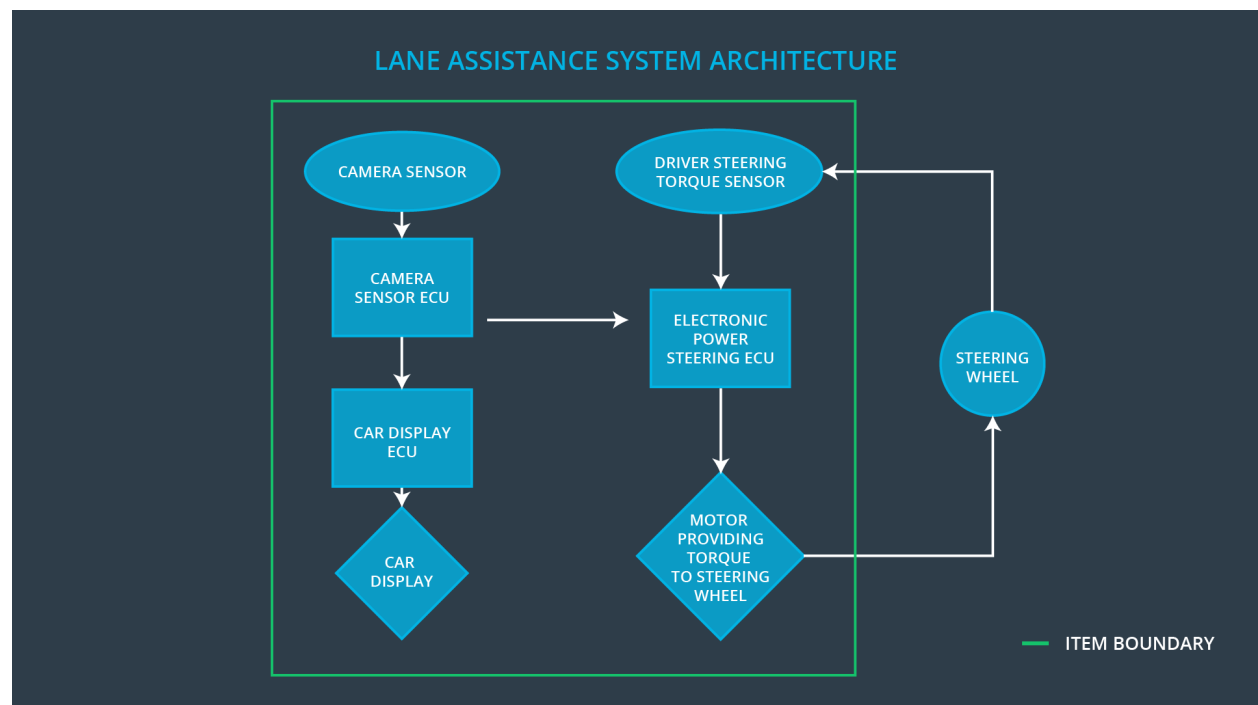 LANE ASSISTANCE SYSTEM ARCHITECTURE
CAMERA SENSOR
CAMERA
SENSOR ECU
CAR DISPLAY
ECU
CAR
DISPLAY
DRIVER STEERING
TORQUE SENSOR
ELECTRONIC
POWER
STEERING ECU
MOTOR
PROVIDING
TORQUE
TO STEERING
WHEEL
STEERING
WHEEL
ITEM BOUNDARY